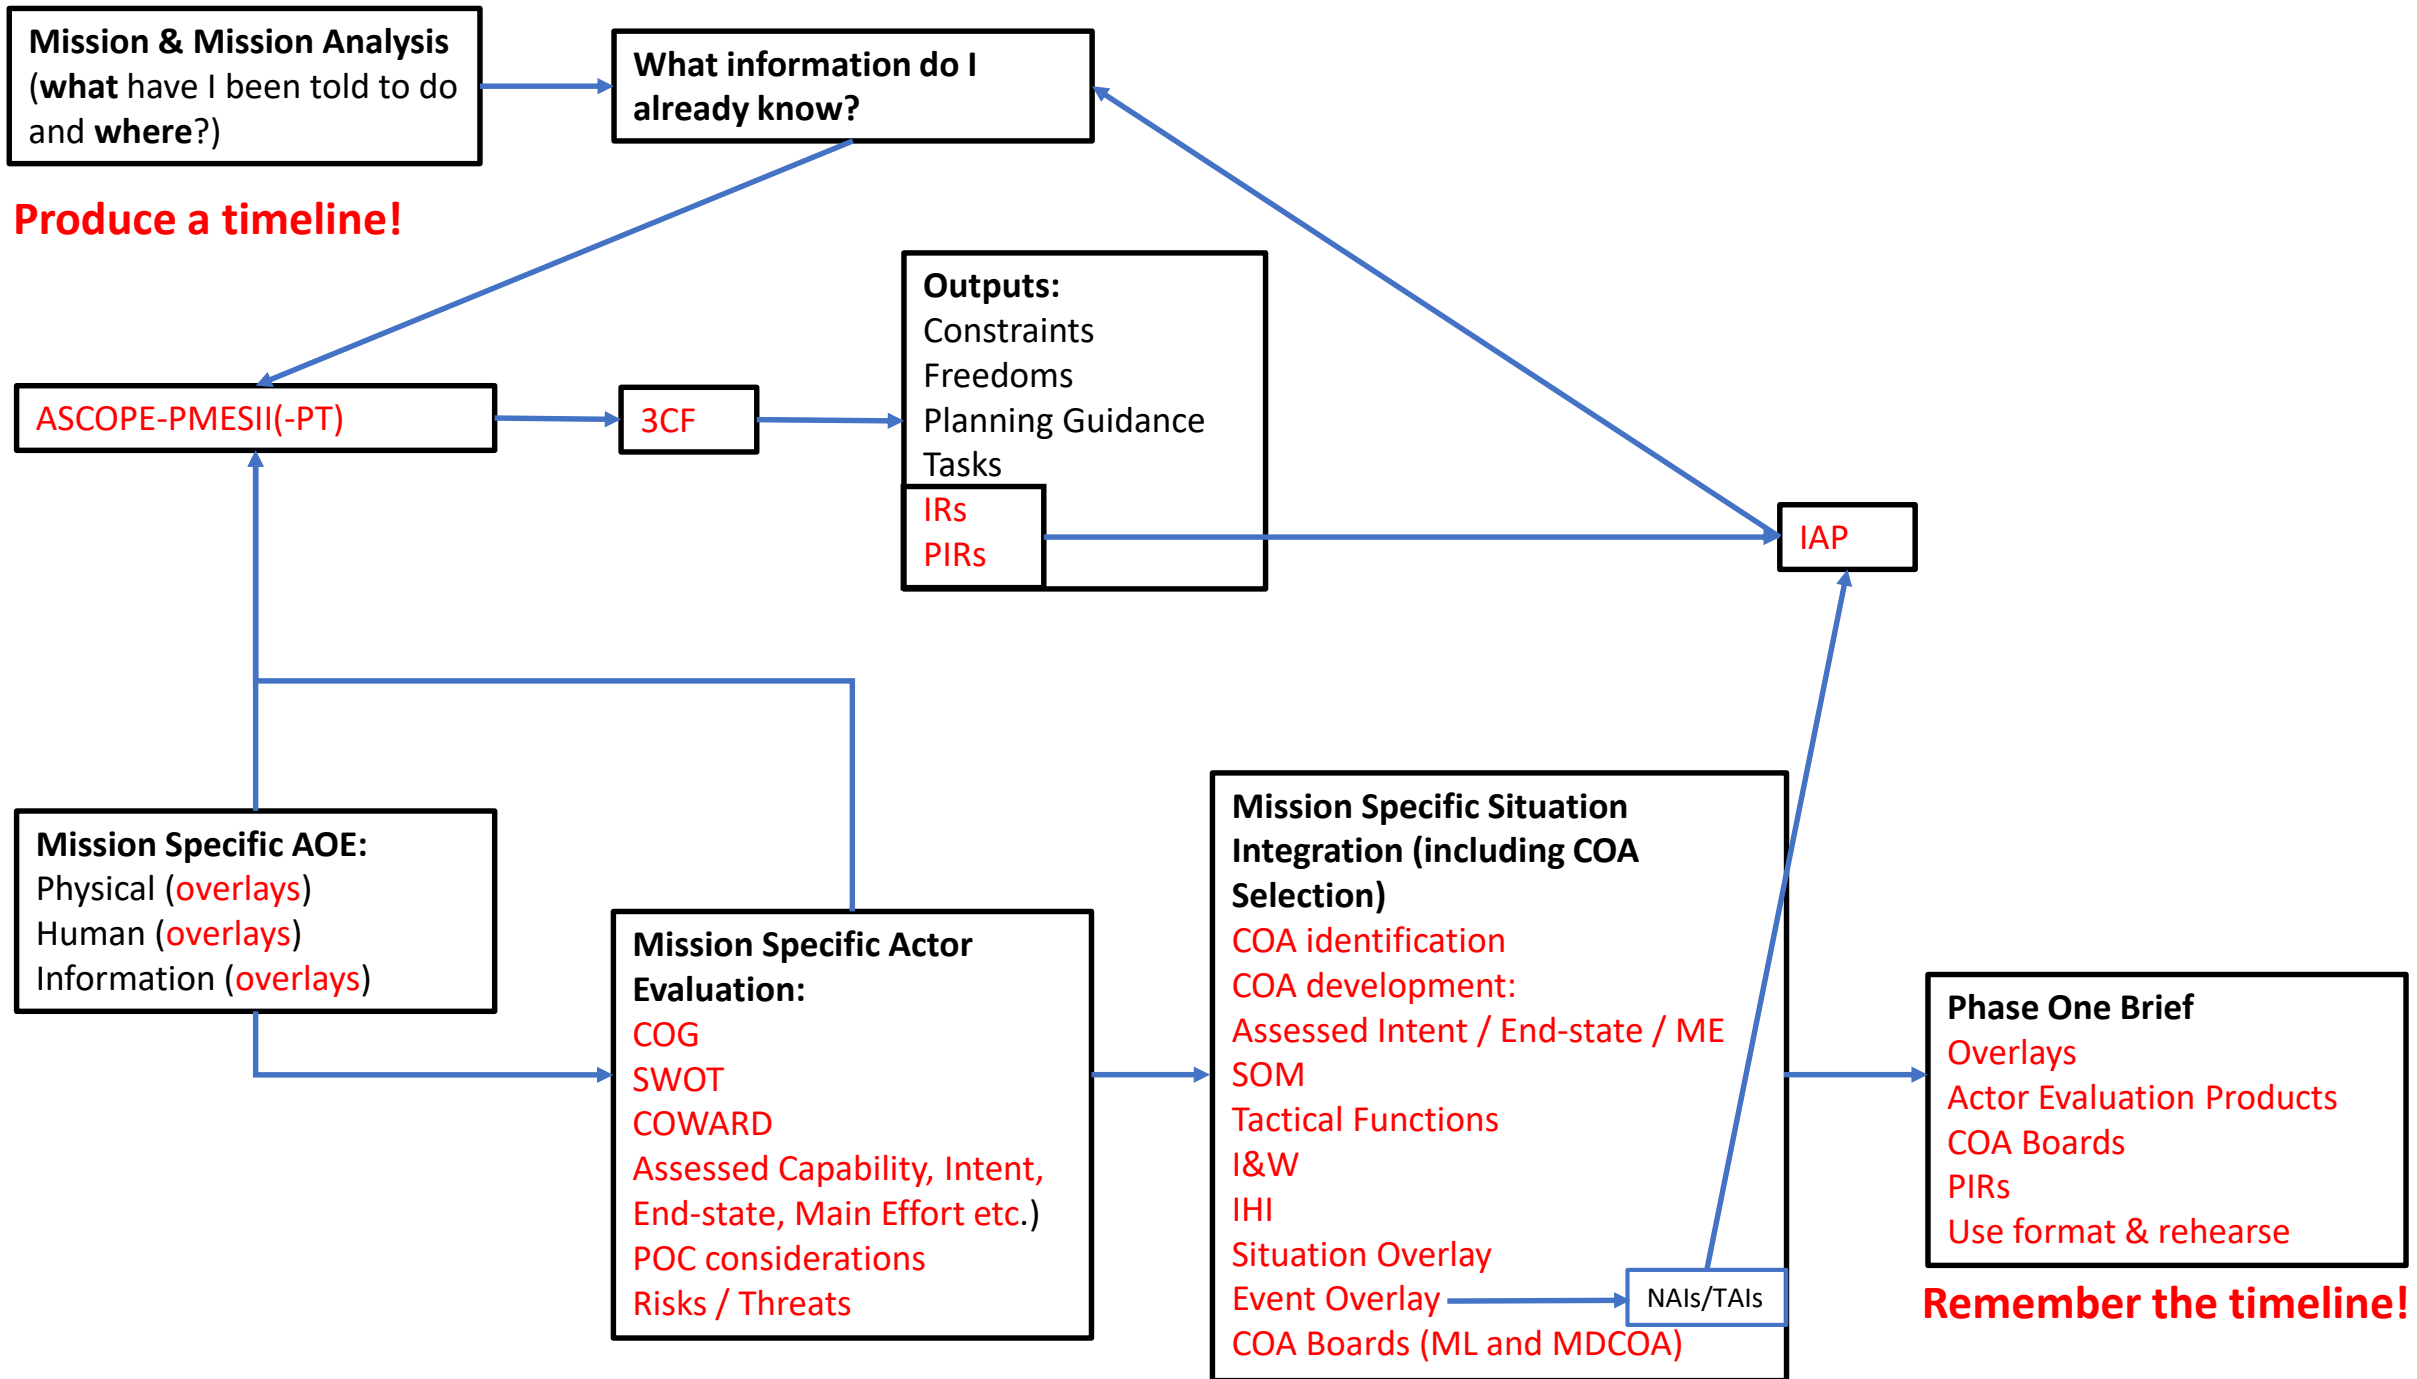 Mission & Mission Analysis
(what have I been told to do
and where?)
What information do I
already know?
Produce a timeline!
Outputs:
Constraints
Freedoms
Planning Guidance
Tasks
IRs
PIRs
ASCOPE-PMESII(-PT)
3CF
IAP
Mission Specific AOE:
Physical (overlays)
Human (overlays)
Information (overlays)
Mission Specific Actor
Evaluation:
COG
SWOT
COWARD
Assessed Capability, Intent,
End-state, Main Effort etc.)
POC considerations
Risks / Threats
Mission Specific Situation
Integration (including COA
Selection)
COA identification
COA development:
Assessed Intent / End-state / ME
SOM
Tactical Functions
I&W
IHI
Situation Overlay
Event Overlay
NAIs/TAIs
COA Boards (ML and MDCOA)
Phase One Brief
Overlays
Actor Evaluation Products
COA Boards
PIRs
Use format & rehearse
Remember the timeline!